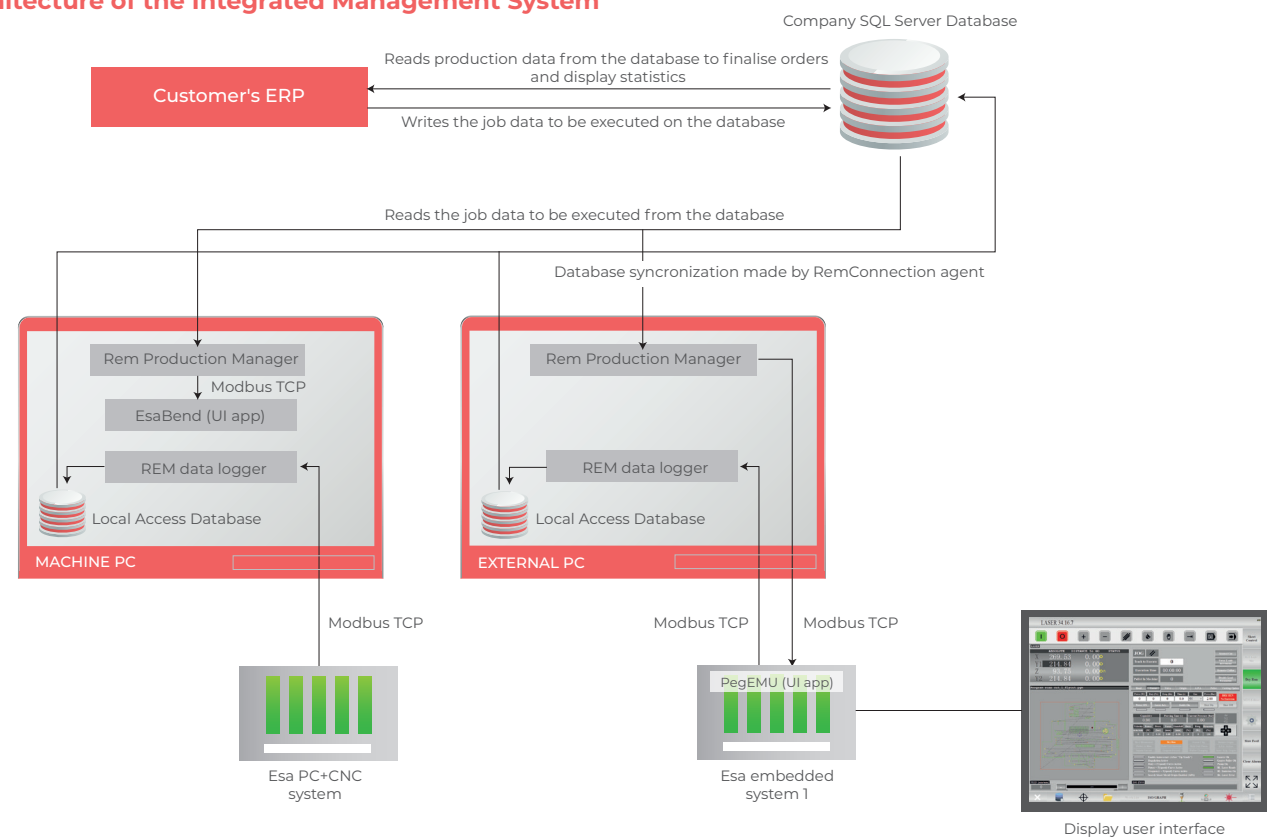 itecture of the Integrated Management System
Company SQL Server Database
Reads production data from the database to finalise orders
and display statistics
Customer's ERP
Writes the job data to be executed on the database
Reads the job data to be executed from the database
Database syncronization made by RemConnection agent
Rem Production Manager
Modbus TCP
EsaBend (UI app)
REM data logger
Local Access Database
MACHINE PC
Rem Production Manager
REM data logger
Local Access Database
EXTERNAL PC
Modbus TCP
Modbus TCP
Modbus TCP
PegEMU (UI app)
Esa PC+CNC
system
Esa embedded
system 1
LASER 34.16.7
JOG
Display user interface